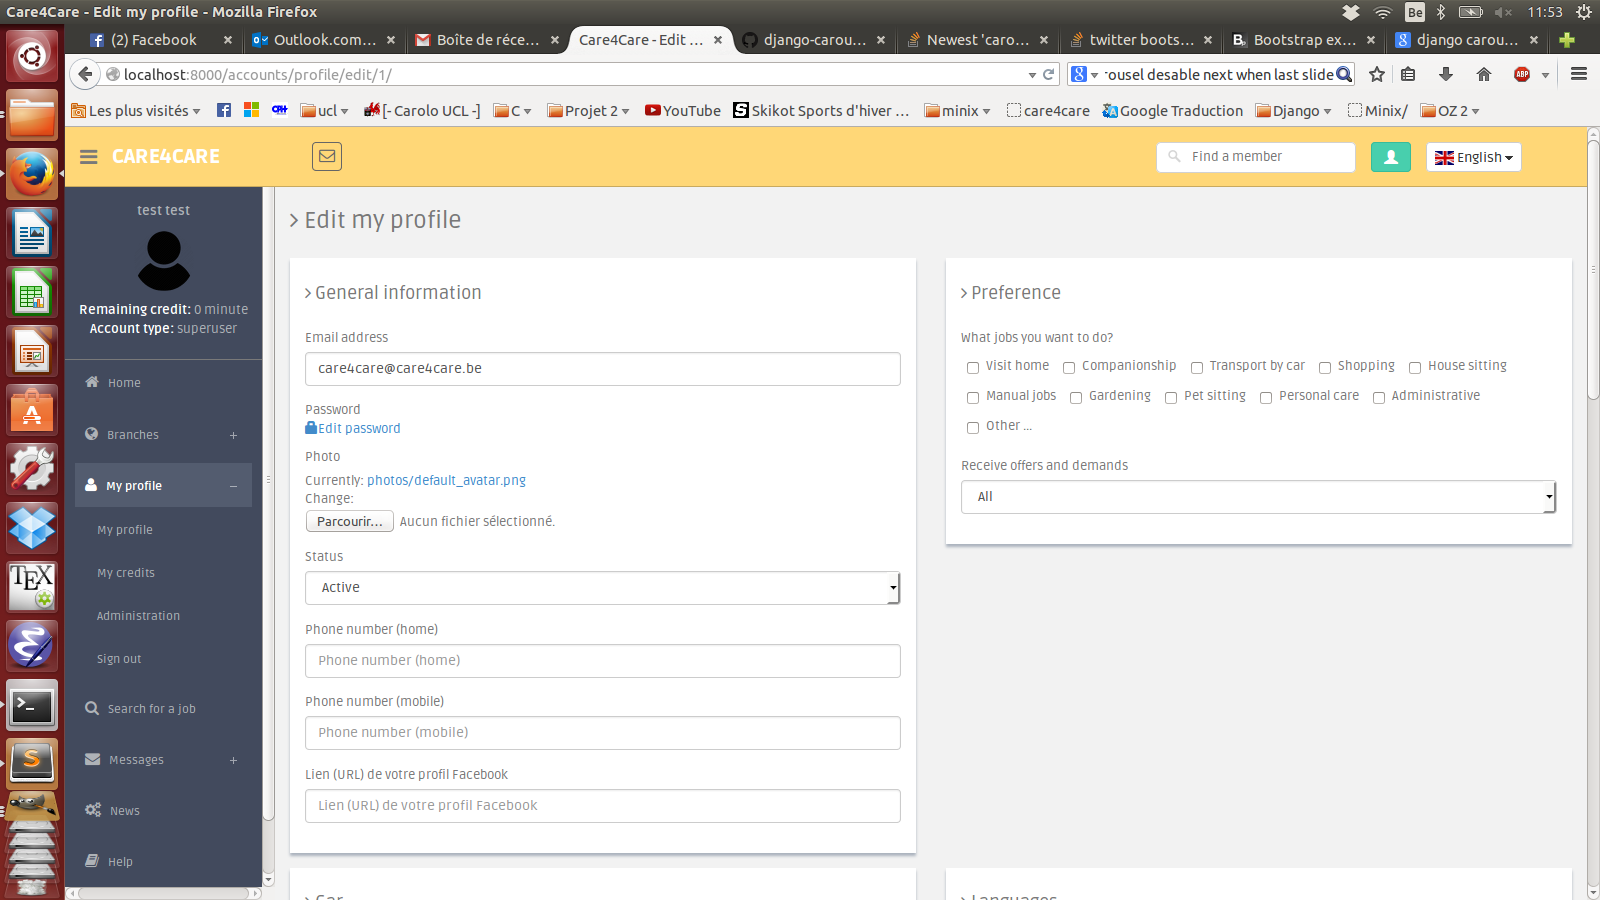 Care4Care - Edit my profile - Mozilla Firefox
Be
11:53
(2) Facebook
Outlook.com...
Boîte de réce...
Care4Care - Edit ...
django-carou...
Newest 'caro...
twitter boots...
Bootstrap ex...
django carou...
localhost:8000/accounts/profile/edit/1/
rousel desable next when last slide
ABP
Les plus visités
ucl
[- Carolo UCL -]
C
Projet 2
YouTube
Skikot Sports d'hiver ...
minix
care4care
Google Traduction
Django
Minix/
OZ 2
CARE4CARE
Find a member
English
test test
Remaining credit: 0 minute
Account type: superuser
Home
Branches
+
My profile
–
My profile
My credits
Administration
Sign out
Search for a job
Messages
+
News
Help
Edit my profile
General information
Email address
care4care@care4care.be
Password
Edit password
Photo
Currently: photos/default_avatar.png
Change:
Parcourir... Aucun fichier sélectionné.
Status
Active
Phone number (home)
Phone number (home)
Phone number (mobile)
Phone number (mobile)
Lien (URL) de votre profil Facebook
Lien (URL) de votre profil Facebook
Preference
What jobs you want to do?
Visit home Companionship Transport by car Shopping House sitting
Manual jobs Gardening Pet sitting Personal care Administrative
Other ...
Receive offers and demands
All
Car
Languages
TEX